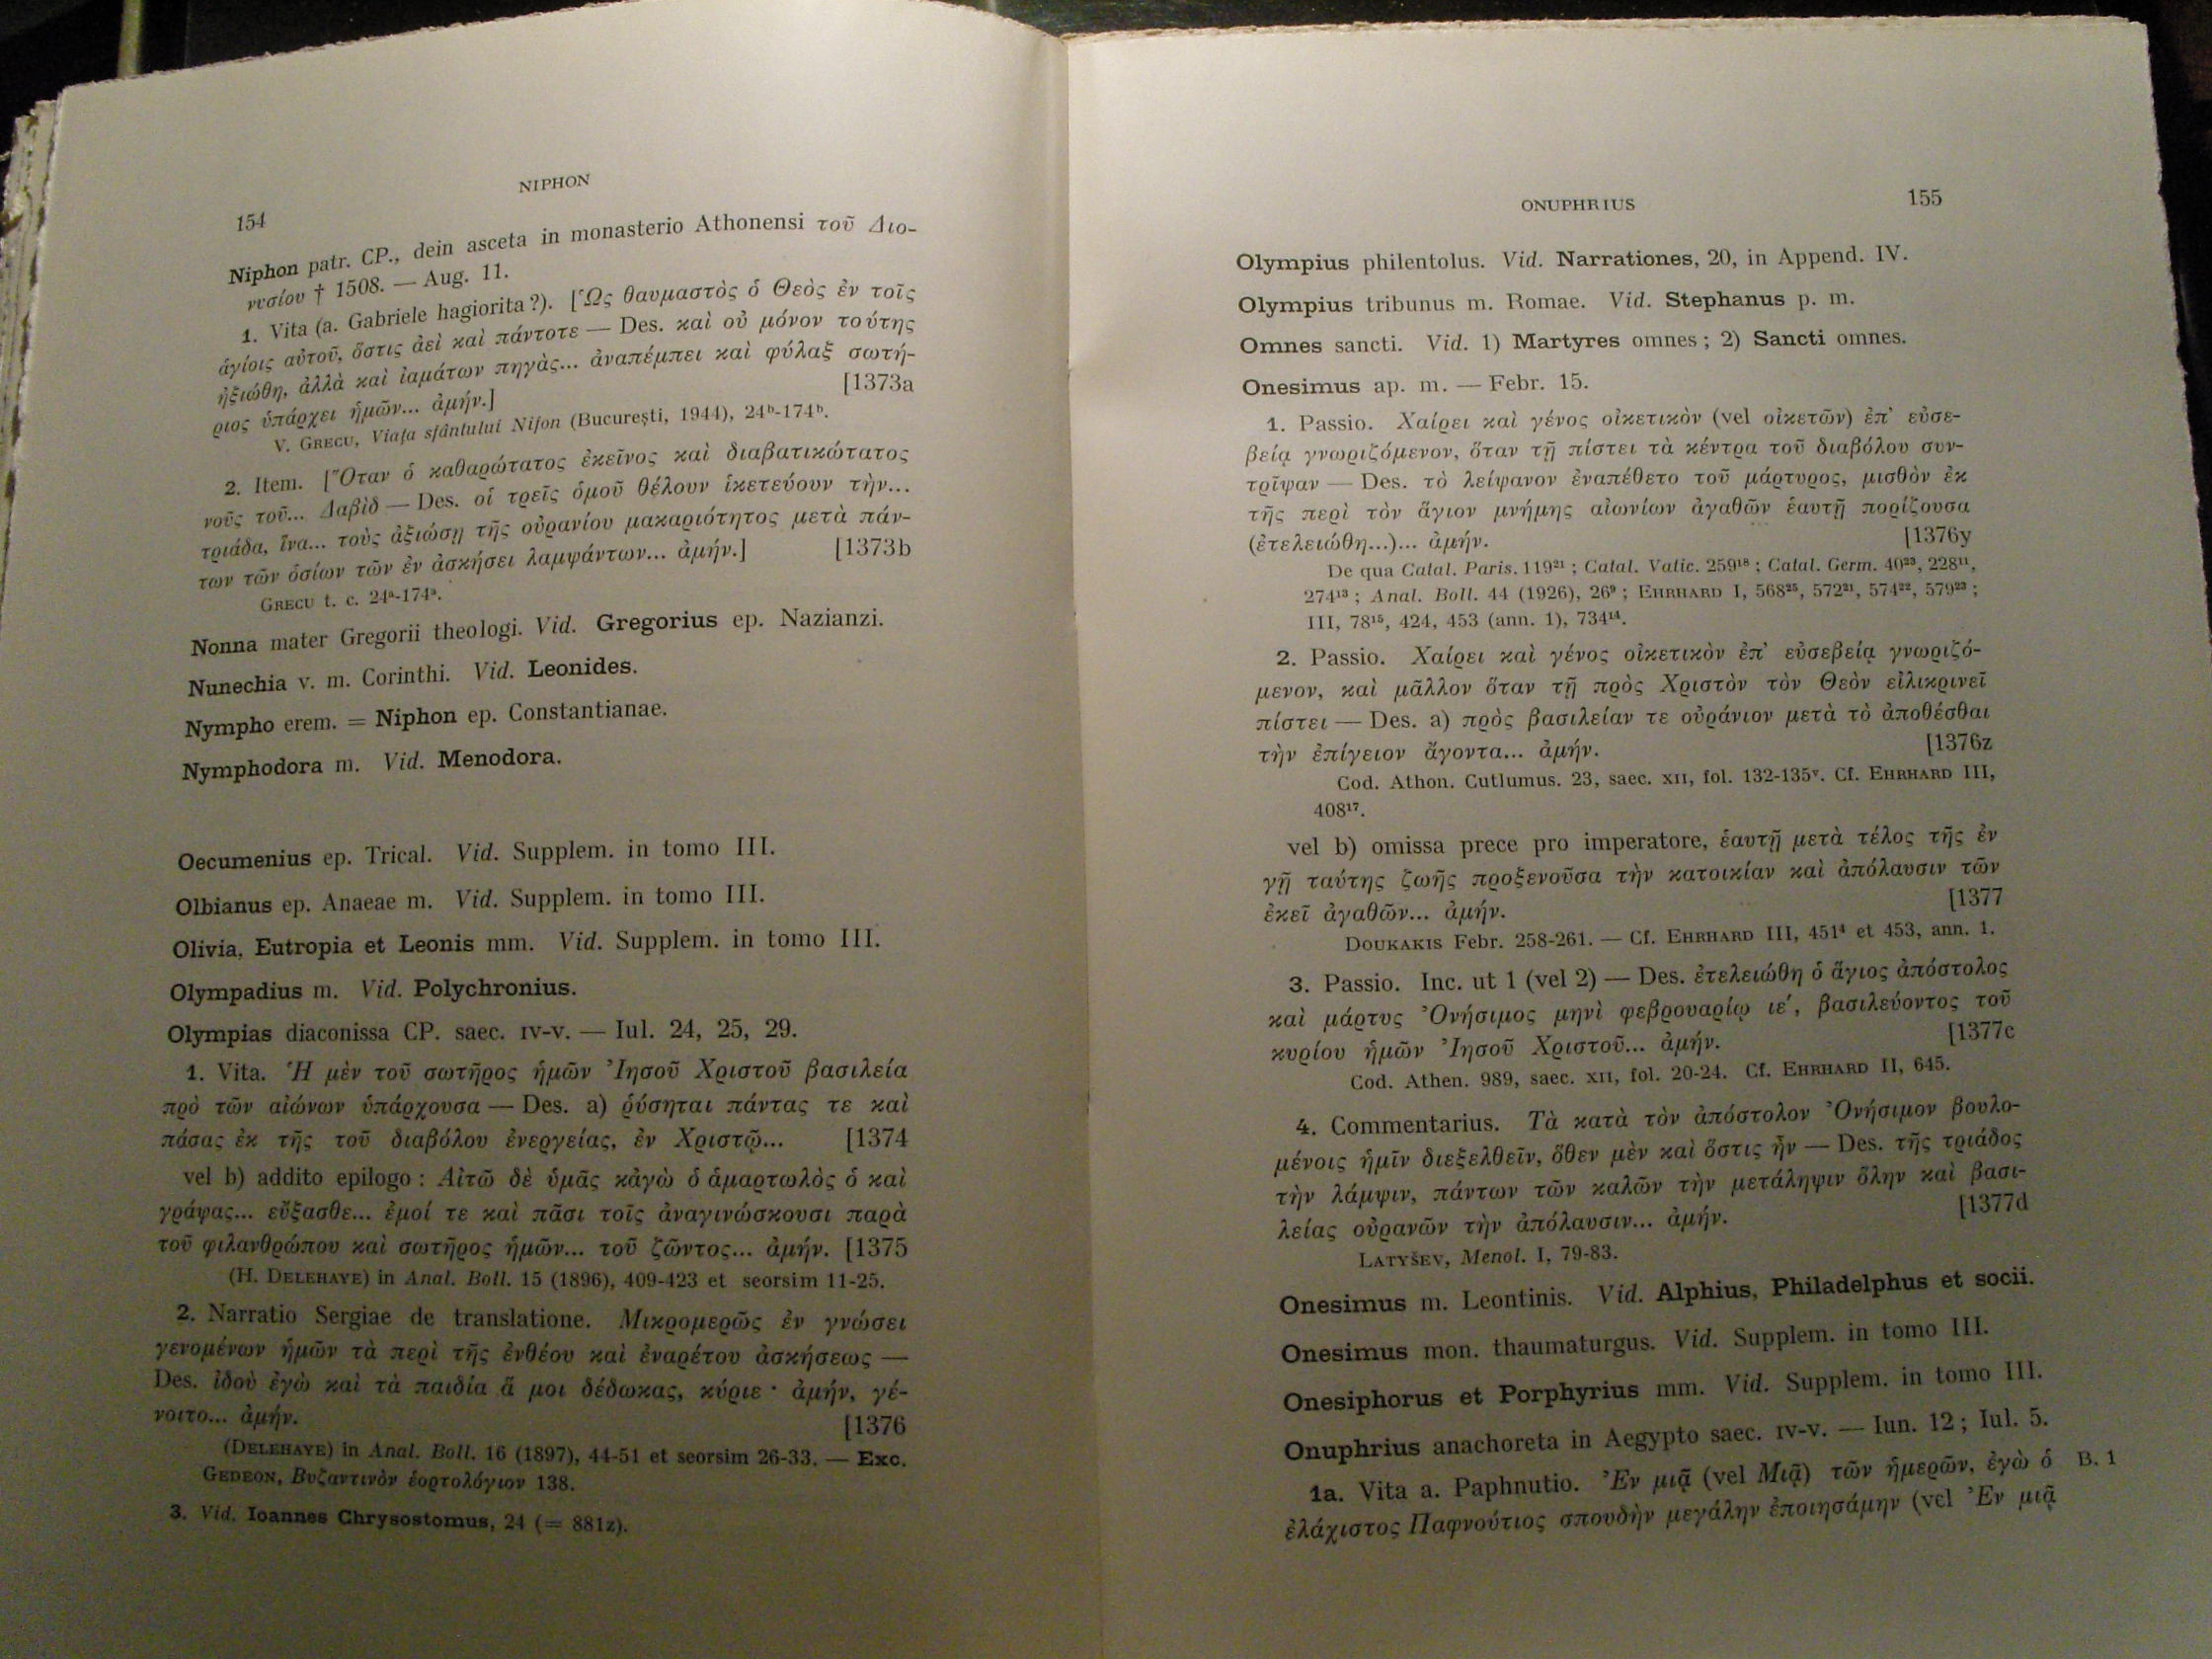 NIPHON
154
Niphon patr. CP., dein asceta in monasterio Athonensi τοῦ Διο-
νυσίου † 1508. — Aug. 11.
1. Vita (a. Gabriele hagiorita ?). [Ὡς θαυμαστὸς ὁ Θεὸς ἐν τοῖς
ἁγίοις αὐτοῦ, ὅστις ἀεὶ καὶ πάντοτε — Des. καὶ οὐ μόνον τούτης
ἠξιώθη, ἀλλὰ καὶ ἰαμάτων πηγὰς... ἀναπέμπει καὶ φύλαξ σωτή-
ριος ὑπάρχει ἡμῶν... ἀμήν.] [1373a
V. GRECU, Viaţa sfântului Nifon (Bucureşti, 1944), 24ᵇ-174ᵇ.
2. Item. [Ὅταν ὁ καθαρώτατος ἐκεῖνος καὶ διαβατικώτατος
νοῦς τοῦ... Δαβὶδ — Des. οἱ τρεῖς ὁμοῦ θέλουν ἱκετεύουν τὴν...
τριάδα, ἵνα... τοὺς ἀξιώσῃ τῆς οὐρανίου μακαριότητος μετὰ πάν-
των τῶν ὁσίων τῶν ἐν ἀσκήσει λαμψάντων... ἀμήν.] [1373b
GRECU t. c. 24ᵃ-174ᵃ.
Nonna mater Gregorii theologi. Vid. Gregorius ep. Nazianzi.
Nunechia v. m. Corinthi. Vid. Leonides.
Nympho erem. = Niphon ep. Constantianae.
Nymphodora m. Vid. Menodora.
Oecumenius ep. Trical. Vid. Supplem. in tomo III.
Olbianus ep. Anaeae m. Vid. Supplem. in tomo III.
Olivia, Eutropia et Leonis mm. Vid. Supplem. in tomo III.
Olympadius m. Vid. Polychronius.
Olympias diaconissa CP. saec. IV-V. — Iul. 24, 25, 29.
1. Vita. Ἡ μὲν τοῦ σωτῆρος ἡμῶν Ἰησοῦ Χριστοῦ βασιλεία
πρὸ τῶν αἰώνων ὑπάρχουσα — Des. a) ῥύσηται πάντας τε καὶ
πάσας ἐκ τῆς τοῦ διαβόλου ἐνεργείας, ἐν Χριστῷ... [1374
vel b) addito epilogo : Αἰτῶ δὲ ὑμᾶς κἀγὼ ὁ ἁμαρτωλὸς ὁ καὶ
γράψας... εὔξασθε... ἐμοί τε καὶ πᾶσι τοῖς ἀναγινώσκουσι παρὰ
τοῦ φιλανθρώπου καὶ σωτῆρος ἡμῶν... τοῦ ζῶντος... ἀμήν. [1375
(H. DELEHAYE) in Anal. Boll. 15 (1896), 409-423 et seorsim 11-25.
2. Narratio Sergiae de translatione. Μικρομερῶς ἐν γνώσει
γενομένων ἡμῶν τὰ περὶ τῆς ἐνθέου καὶ ἐναρέτου ἀσκήσεως —
Des. ἰδοὺ ἐγὼ καὶ τὰ παιδία ἅ μοι δέδωκας, κύριε · ἀμήν, γέ-
νοιτο... ἀμήν. [1376
(DELEHAYE) in Anal. Boll. 16 (1897), 44-51 et seorsim 26-33. — Exc.
GEDEON, Βυζαντινὸν ἑορτολόγιον 138.
3. Vid. Ioannes Chrysostomus, 24 (= 881z).
ONUPHRIUS 155
Olympius philentolus. Vid. Narrationes, 20, in Append. IV.
Olympius tribunus m. Romae. Vid. Stephanus p. m.
Omnes sancti. Vid. 1) Martyres omnes ; 2) Sancti omnes.
Onesimus ap. m. — Febr. 15.
1. Passio. Χαίρει καὶ γένος οἰκετικὸν (vel οἰκετῶν) ἐπ' εὐσε-
βείᾳ γνωριζόμενον, ὅταν τῇ πίστει τὰ κέντρα τοῦ διαβόλου συν-
τρῖψαν — Des. τὸ λείψανον ἐναπέθετο τοῦ μάρτυρος, μισθὸν ἐκ
τῆς περὶ τὸν ἅγιον μνήμης αἰωνίων ἀγαθῶν ἑαυτῇ πορίζουσα
(ἐτελειώθη...)... ἀμήν. [1376y
De qua Catal. Paris. 119²¹ ; Catal. Vatic. 259¹⁸ ; Catal. Germ. 40²³, 228¹¹,
274¹³ ; Anal. Boll. 44 (1926), 26⁹ ; EHRHARD I, 568²⁵, 572²¹, 574²², 579²³ ;
III, 78¹⁵, 424, 453 (ann. 1), 734¹⁴.
2. Passio. Χαίρει καὶ γένος οἰκετικὸν ἐπ' εὐσεβείᾳ γνωριζό-
μενον, καὶ μᾶλλον ὅταν τῇ πρὸς Χριστὸν τὸν Θεὸν εἰλικρινεῖ
πίστει — Des. a) πρὸς βασιλείαν τε οὐράνιον μετὰ τὸ ἀποθέσθαι
τὴν ἐπίγειον ἄγοντα... ἀμήν. [1376z
Cod. Athon. Cutlumus. 23, saec. XII, fol. 132-135ᵛ. Cf. EHRHARD III,
408¹⁷.
vel b) omissa prece pro imperatore, ἑαυτῇ μετὰ τέλος τῆς ἐν
γῇ ταύτης ζωῆς προξενοῦσα τὴν κατοικίαν καὶ ἀπόλαυσιν τῶν
ἐκεῖ ἀγαθῶν... ἀμήν. [1377
DOUKAKIS Febr. 258-261. — Cf. EHRHARD III, 451⁴ et 453, ann. 1.
3. Passio. Inc. ut 1 (vel 2) — Des. ἐτελειώθη ὁ ἅγιος ἀπόστολος
καὶ μάρτυς Ὀνήσιμος μηνὶ φεβρουαρίῳ ιε΄, βασιλεύοντος τοῦ
κυρίου ἡμῶν Ἰησοῦ Χριστοῦ... ἀμήν. [1377c
Cod. Athen. 989, saec. XII, fol. 20-24. Cf. EHRHARD II, 645.
4. Commentarius. Τὰ κατὰ τὸν ἀπόστολον Ὀνήσιμον βουλο-
μένοις ἡμῖν διεξελθεῖν, ὅθεν μὲν καὶ ὅστις ἦν — Des. τῆς τριάδος
τὴν λάμψιν, πάντων τῶν καλῶν τὴν μετάληψιν ὅλην καὶ βασι-
λείας οὐρανῶν τὴν ἀπόλαυσιν... ἀμήν. [1377d
LATYŠEV, Menol. I, 79-83.
Onesimus m. Leontinis. Vid. Alphius, Philadelphus et socii.
Onesimus mon. thaumaturgus. Vid. Supplem. in tomo III.
Onesiphorus et Porphyrius mm. Vid. Supplem. in tomo III.
Onuphrius anachoreta in Aegypto saec. IV-V. — Iun. 12 ; Iul. 5.
1a. Vita a. Paphnutio. Ἐν μιᾷ (vel Μιᾷ) τῶν ἡμερῶν, ἐγὼ ὁ B. 1
ἐλάχιστος Παφνούτιος σπουδὴν μεγάλην ἐποιησάμην (vel Ἐν μιᾷ